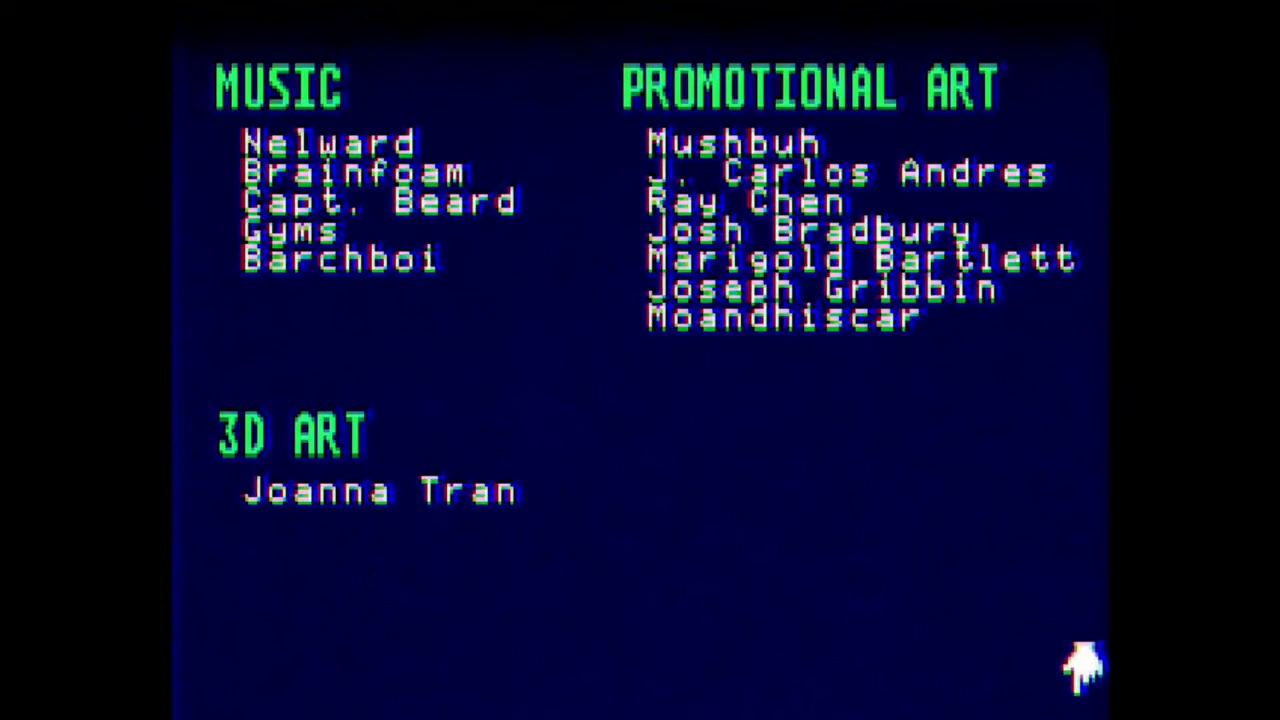 MUSIC
Nelward
Brainfoam
Capt. Beard
Gyms
Barchboi
PROMOTIONAL ART
Mushbuh
J. Carlos Andres
Ray Chen
Josh Bradbury
Marigold Bartlett
Joseph Gribbin
Moandhiscar
3D ART
Joanna Tran